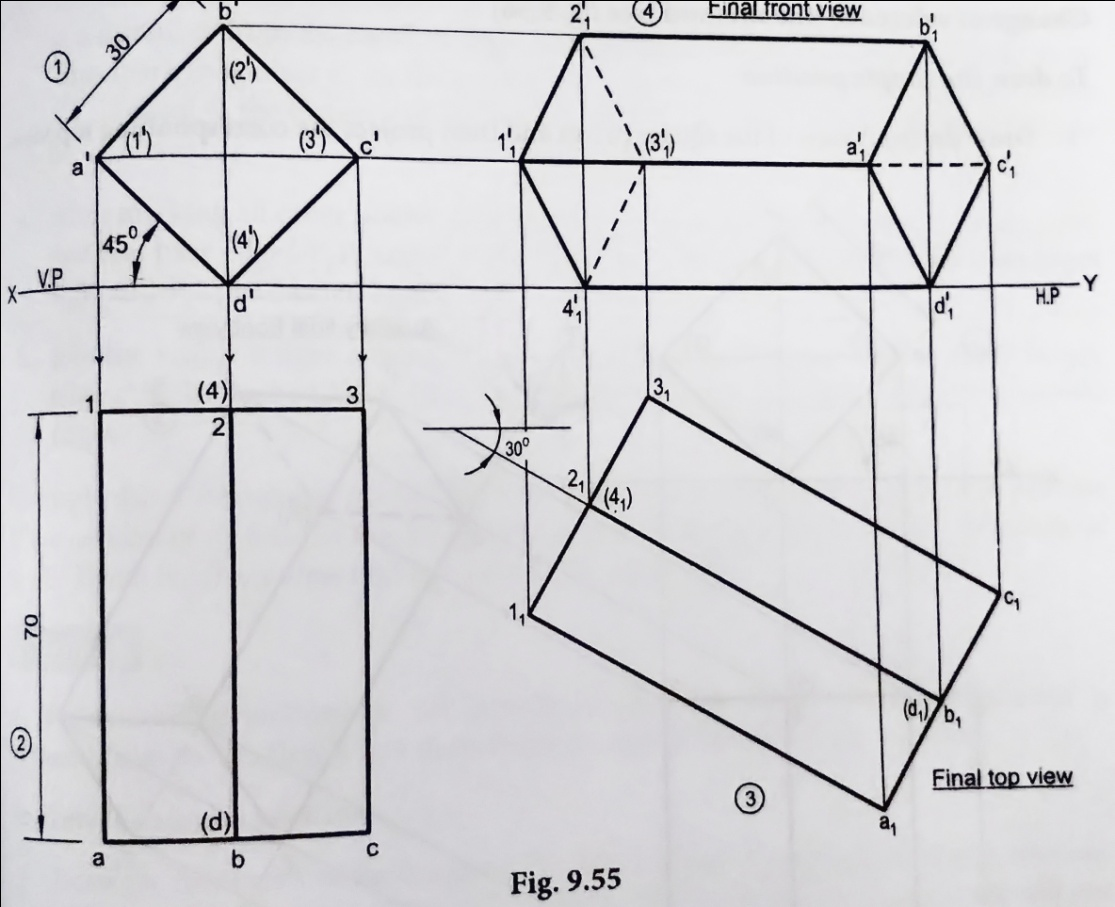 b'
2'₁
④
Final front view
b'₁
30
①
(2')
a'
(1')
(3')
c'
1₁
(3'₁)
a'₁
c'₁
45°
(4')
X
V.P
d'
4'₁
d'₁
H.P
Y
1
(4)
2
3
3₁
30°
2₁
(4₁)
1₁
c₁
70
②
(d₁)
b₁
③
Final top view
(d)
a
b
c
a₁
Fig. 9.55